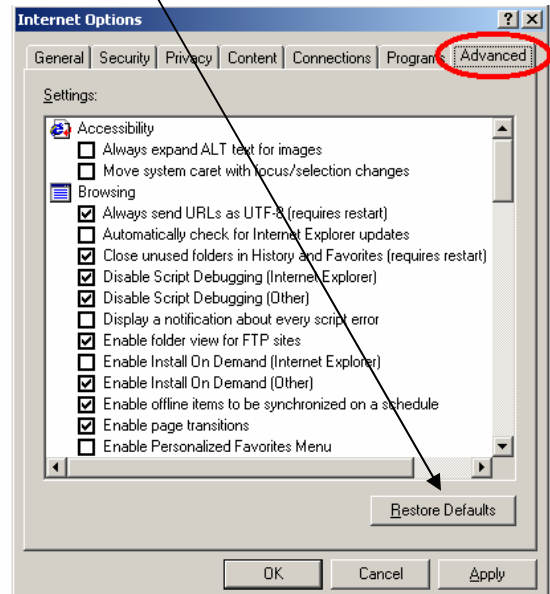 Internet Options
? X
General Security Privacy Content Connections Programs Advanced
Settings:
Accessibility
Always expand ALT text for images
Move system caret with focus/selection changes
Browsing
Always send URLs as UTF-8 (requires restart)
Automatically check for Internet Explorer updates
Close unused folders in History and Favorites (requires restart)
Disable Script Debugging (Internet Explorer)
Disable Script Debugging (Other)
Display a notification about every script error
Enable folder view for FTP sites
Enable Install On Demand (Internet Explorer)
Enable Install On Demand (Other)
Enable offline items to be synchronized on a schedule
Enable page transitions
Enable Personalized Favorites Menu
Restore Defaults
OK Cancel Apply